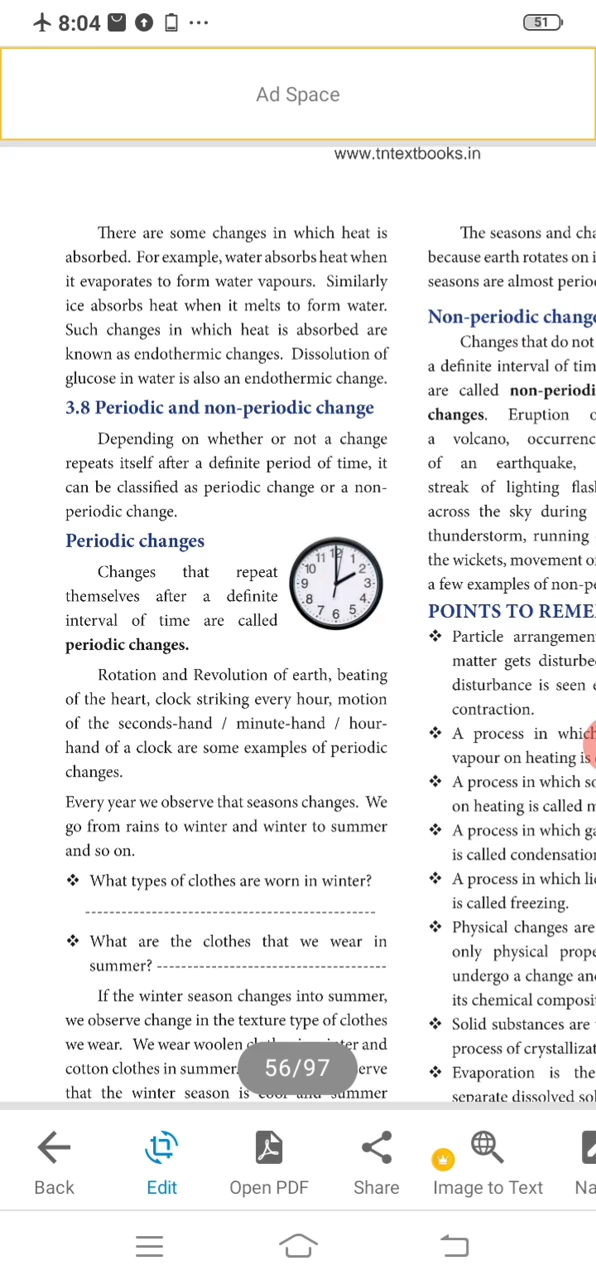 8:04
51
Ad Space
www.tntextbooks.in
There are some changes in which heat is
absorbed. For example, water absorbs heat when
it evaporates to form water vapours. Similarly
ice absorbs heat when it melts to form water.
Such changes in which heat is absorbed are
known as endothermic changes. Dissolution of
glucose in water is also an endothermic change.
3.8 Periodic and non-periodic change
Depending on whether or not a change
repeats itself after a definite period of time, it
can be classified as periodic change or a non-
periodic change.
Periodic changes
Changes that repeat
themselves after a definite
interval of time are called
periodic changes.
12 1 2 3 4 5 6 7 8 9 10 11
Rotation and Revolution of earth, beating
of the heart, clock striking every hour, motion
of the seconds-hand / minute-hand / hour-
hand of a clock are some examples of periodic
changes.
Every year we observe that seasons changes. We
go from rains to winter and winter to summer
and so on.
❖ What types of clothes are worn in winter?
❖ What are the clothes that we wear in
summer?
If the winter season changes into summer,
we observe change in the texture type of clothes
we wear. We wear woolen and
cotton clothes in summer.
that the winter season is cool and summer
The seasons and
because earth rotates on
seasons are almost
Non-periodic
Changes that do not
a definite interval of
are called
changes. Eruption
a volcano,
of an earthquake,
streak of lighting
across the sky during
thunderstorm, running
the wickets, movement
a few examples of
POINTS TO
❖ Particle
matter gets
disturbance is seen
contraction.
❖ A process in
vapour on heating is
❖ A process in which
on heating is called
❖ A process in which
is called
❖ A process in which
is called freezing.
❖ Physical changes are
only physical
undergo a change
its chemical
❖ Solid substances are
process of
❖ Evaporation is the
separate dissolved
56/97
Back
Edit
Open PDF
Share
Image to Text